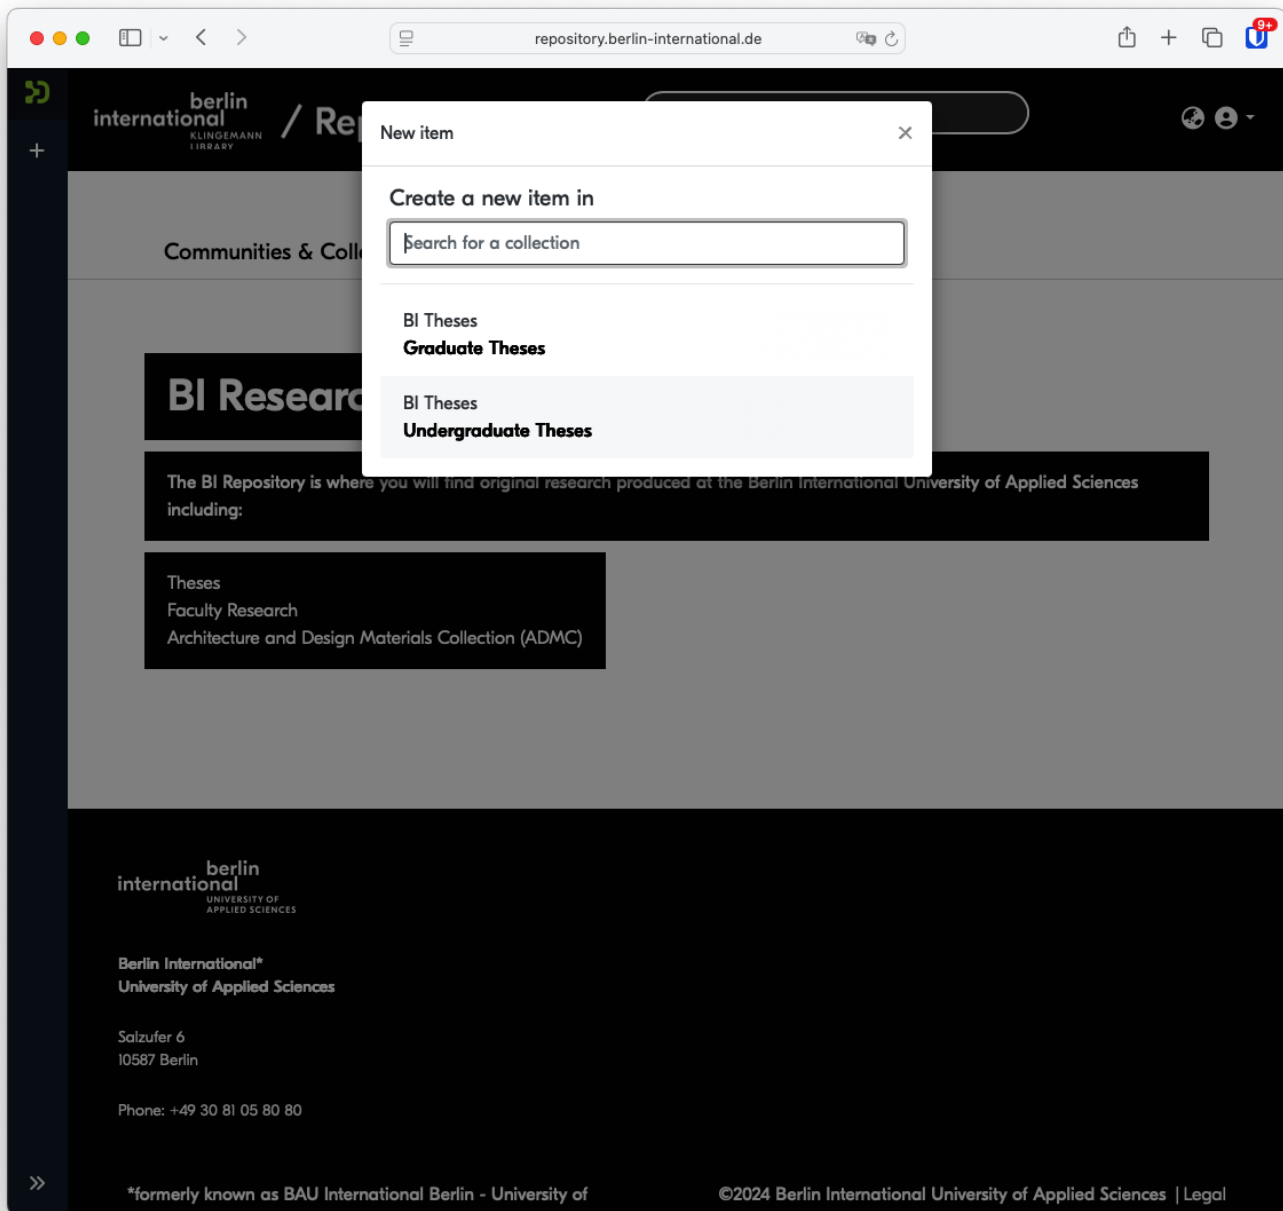 repository.berlin-international.de
9+
berlin
international
KLINGEMANN
LIBRARY
/ Rep
New item
×
Create a new item in
Search for a collection
Communities & Colle
BI Theses
Graduate Theses
BI Theses
Undergraduate Theses
BI Researc
The BI Repository is where you will find original research produced at the Berlin International University of Applied Sciences
including:
Theses
Faculty Research
Architecture and Design Materials Collection (ADMC)
berlin
international
UNIVERSITY OF
APPLIED SCIENCES
Berlin International*
University of Applied Sciences
Salzufer 6
10587 Berlin
Phone: +49 30 81 05 80 80
*formerly known as BAU International Berlin - University of
©2024 Berlin International University of Applied Sciences | Legal